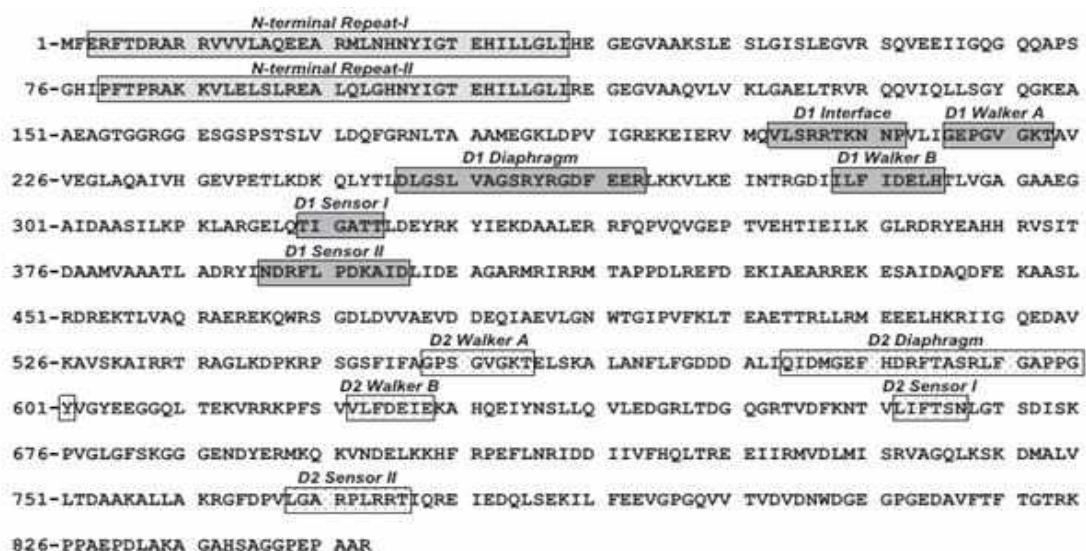 N-terminal Repeat-I
1-MFERFTDRAR RVVVLAQEEA RMLNHNYIGT EHILLGLIHE GEGVAAKSLE SLGISLEGVR SQVEEIIGQG QQAPS
N-terminal Repeat-II
76-GHIPFTPRAK KVLELSLREA LQLGHNYIGT EHILLGLIRE GEGVAAQVLV KLGAELTRVR QQVIQLLSGY QGKEA
D1 Interface D1 Walker A
151-AEAGTGGRGG ESGSPSTSLV LDQFGRNLTA AAMEGKLDPV IGREKEIERV MQVLSRRTKN NPVLIGEPGV GKTAV
D1 Diaphragm D1 Walker B
226-VEGLAQAIVH GEVPETLKDK QLYTLDLGSL VAGSRYRGDF EERLKKVLKE INTRGDIILF IDELHTLVGA GAAEG
D1 Sensor I
301-AIDAASILKP KLARGELQTI GATTLDEYRK YIEKDAALER RFQPVQVGEP TVEHTIEILK GLRDRYEAHH RVSIT
D1 Sensor II
376-DAAMVAAATL ADRYINDRFL PDKAIDLIDE AGARMRIRRM TAPPDLREFD EKIAEARREK ESAIDAQDFE KAASL
451-RDREKTLVAQ RAEREKQWRS GDLDVVAEVD DEQIAEVLGN WTGIPVFKLT EAETTRLLRM EEELHKRIIG QEDAV
D2 Walker A D2 Diaphragm
526-KAVSKAIRRT RAGLKDPKRP SGSFIFAGPS GVGKTELSKA LANFLFGDDD ALIQIDMGEF HDRFTASRLF GAPPG
D2 Walker B D2 Sensor I
601-YVGYEEGGQL TEKVRRKPFS VVLFDEIEKA HQEIYNSLLQ VLEDGRLTDG QGRTVDFKNT VLIFTSNLGT SDISK
676-PVGLGFSKGG GENDYERMKQ KVNDELKKHF RPEFLNRIDD IIVFHQLTRE EIIRMVDLMI SRVAGQLKSK DMALV
D2 Sensor II
751-LTDAAKALLA KRGFDPVLGA RPLRRTIQRE IEDQLSEKIL FEEVGPGQVV TVDVDNWDGE GPGEDAVFTF TGTRK
826-PPAEPDLAKA GAHSAGGPEP AAR